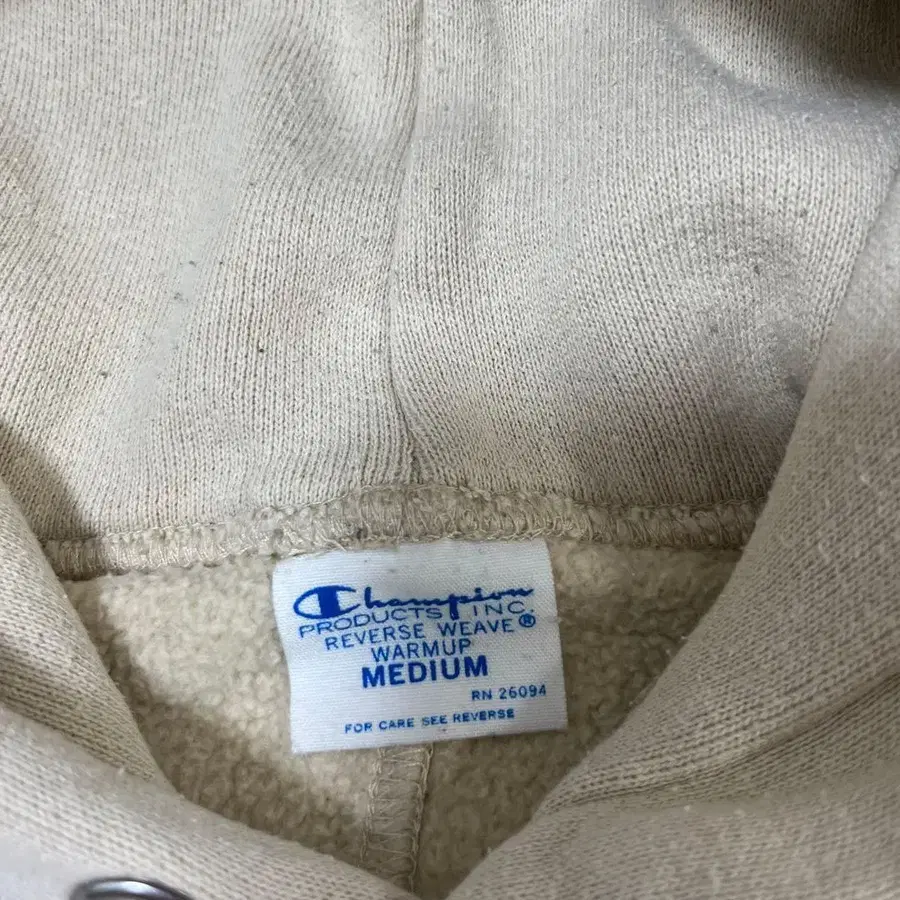 Champion
PRODUCTS INC.
REVERSE WEAVE®
WARMUP
MEDIUM
RN 26094
FOR CARE SEE REVERSE